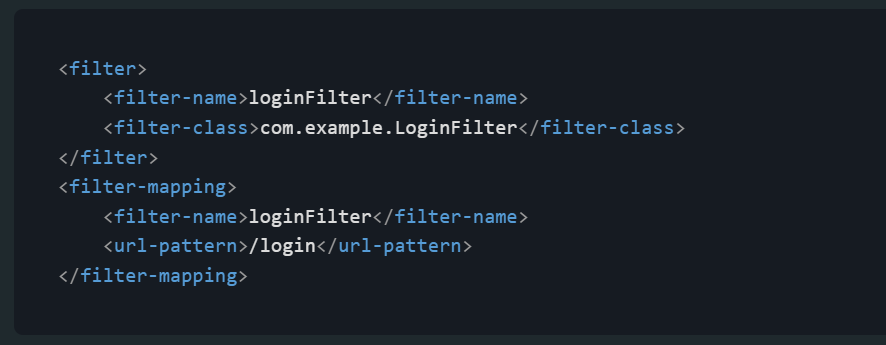 <filter>
<filter-name>loginFilter</filter-name>
<filter-class>com.example.LoginFilter</filter-class>
</filter>
<filter-mapping>
<filter-name>loginFilter</filter-name>
<url-pattern>/login</url-pattern>
</filter-mapping>